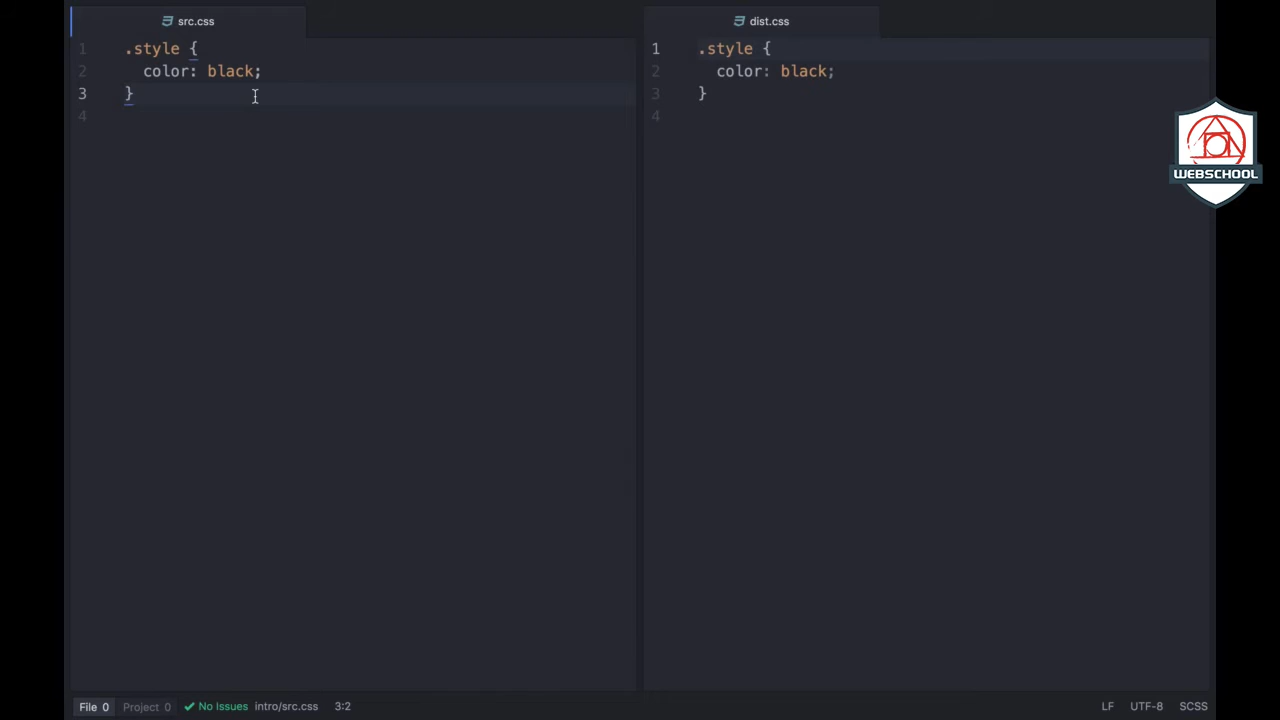 src.css
1 .style {
2 color: black;
3 }
4
dist.css
1 .style {
2 color: black;
3 }
4
WEBSCHOOL
File 0 Project 0 No Issues intro/src.css 3:2 LF UTF-8 SCSS